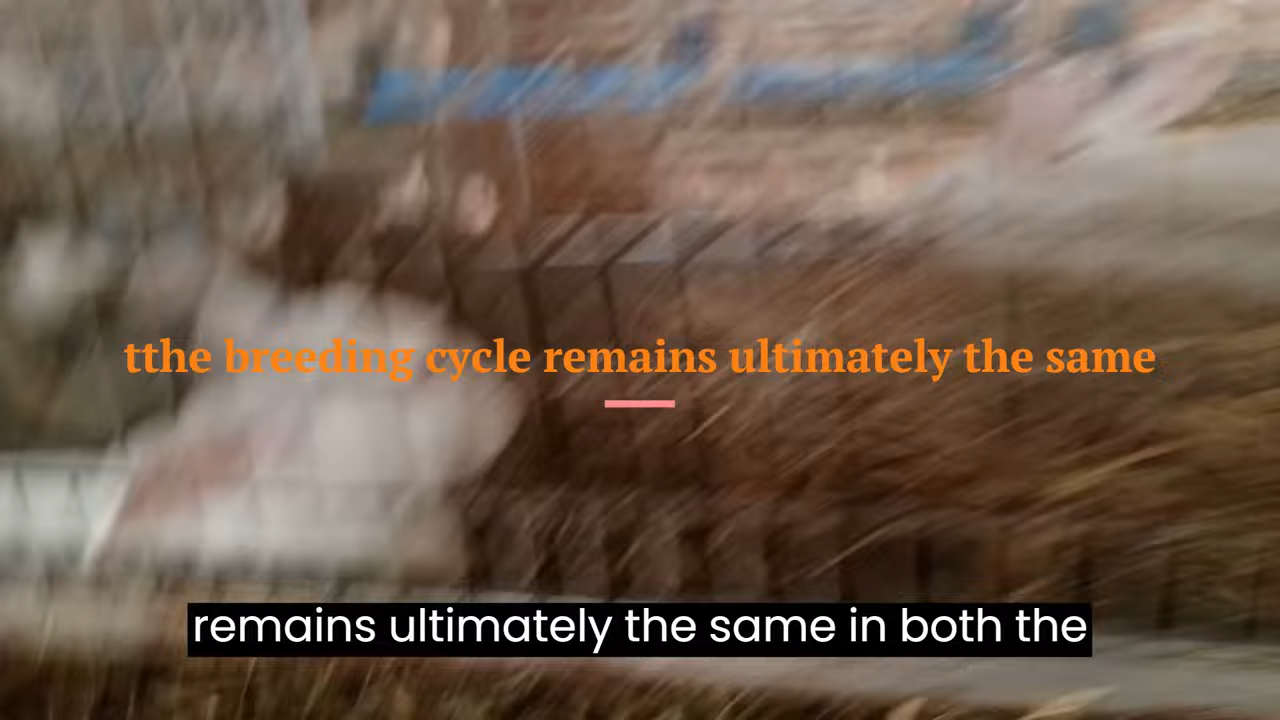 tthe breeding cycle remains ultimately the same
remains ultimately the same in both the